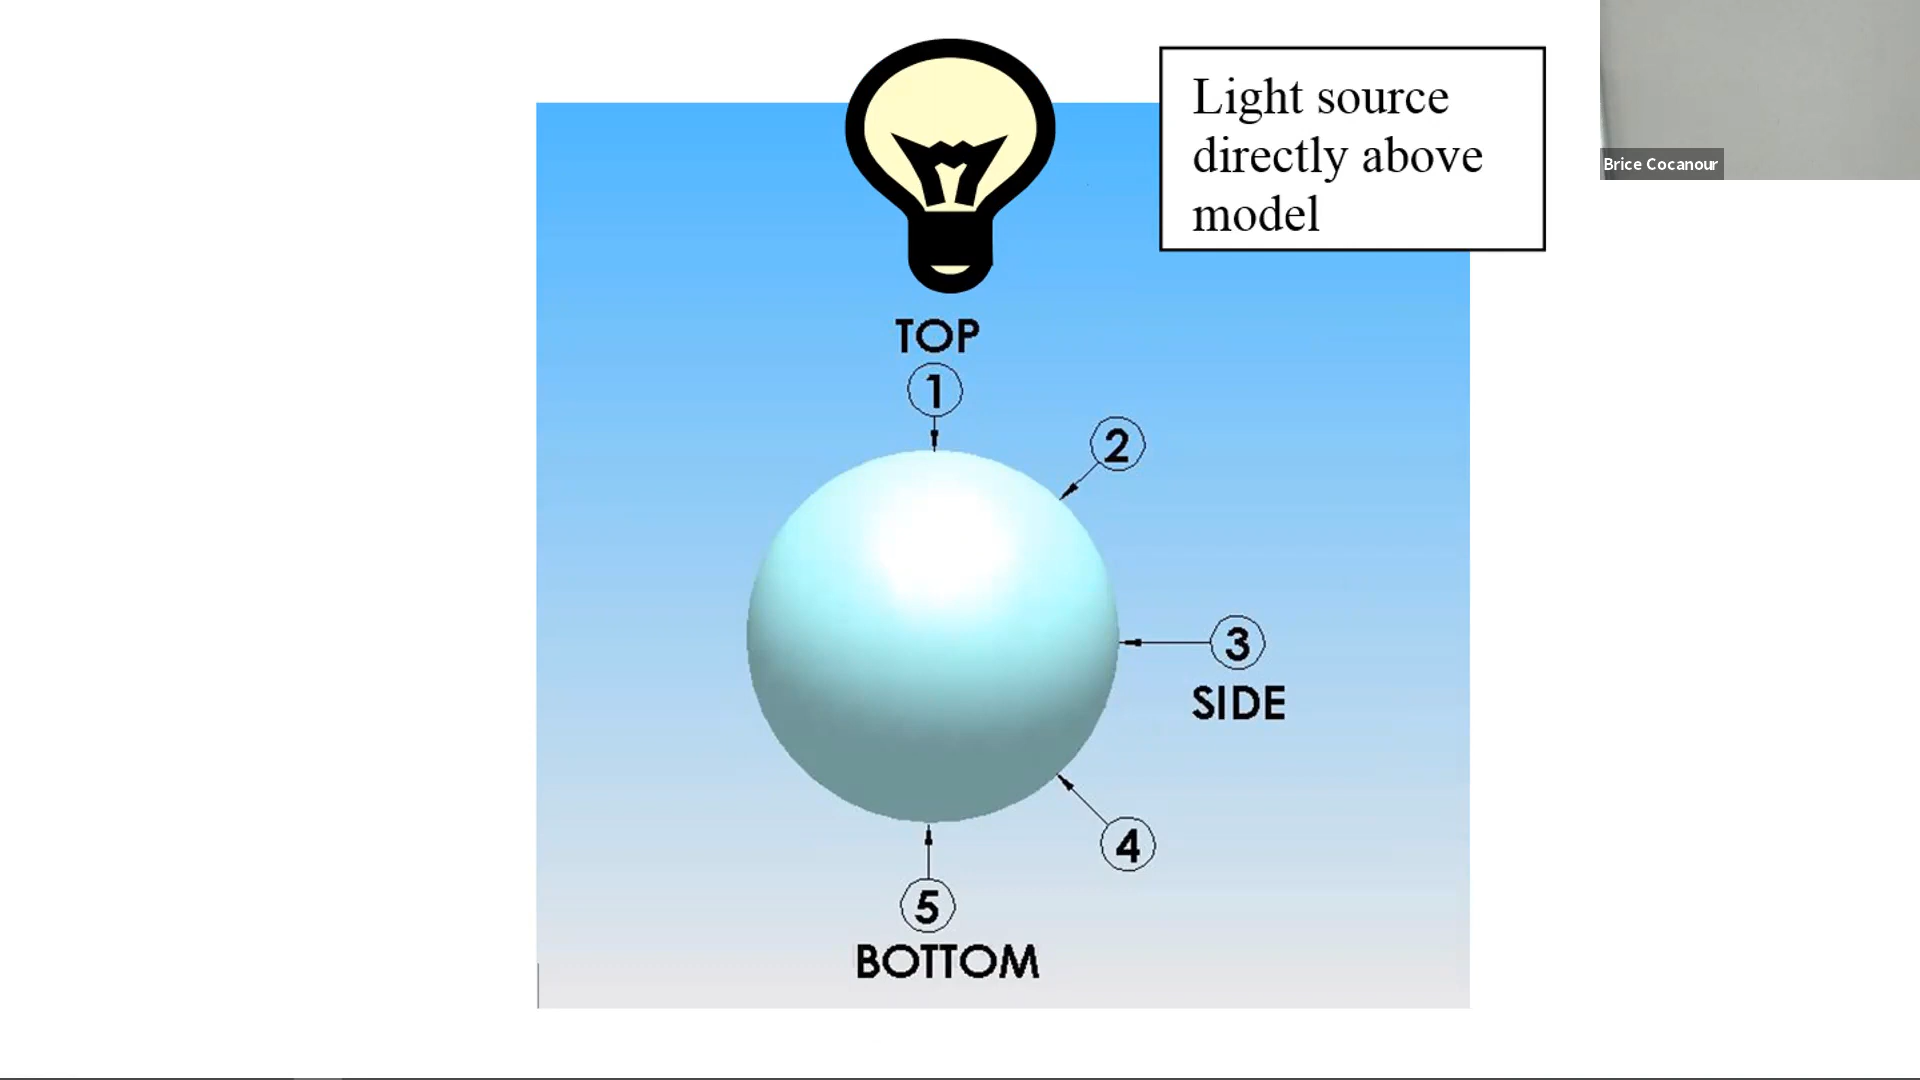 Light source
directly above
model
Brice Cocanour
TOP
1
2
3
SIDE
4
5
BOTTOM